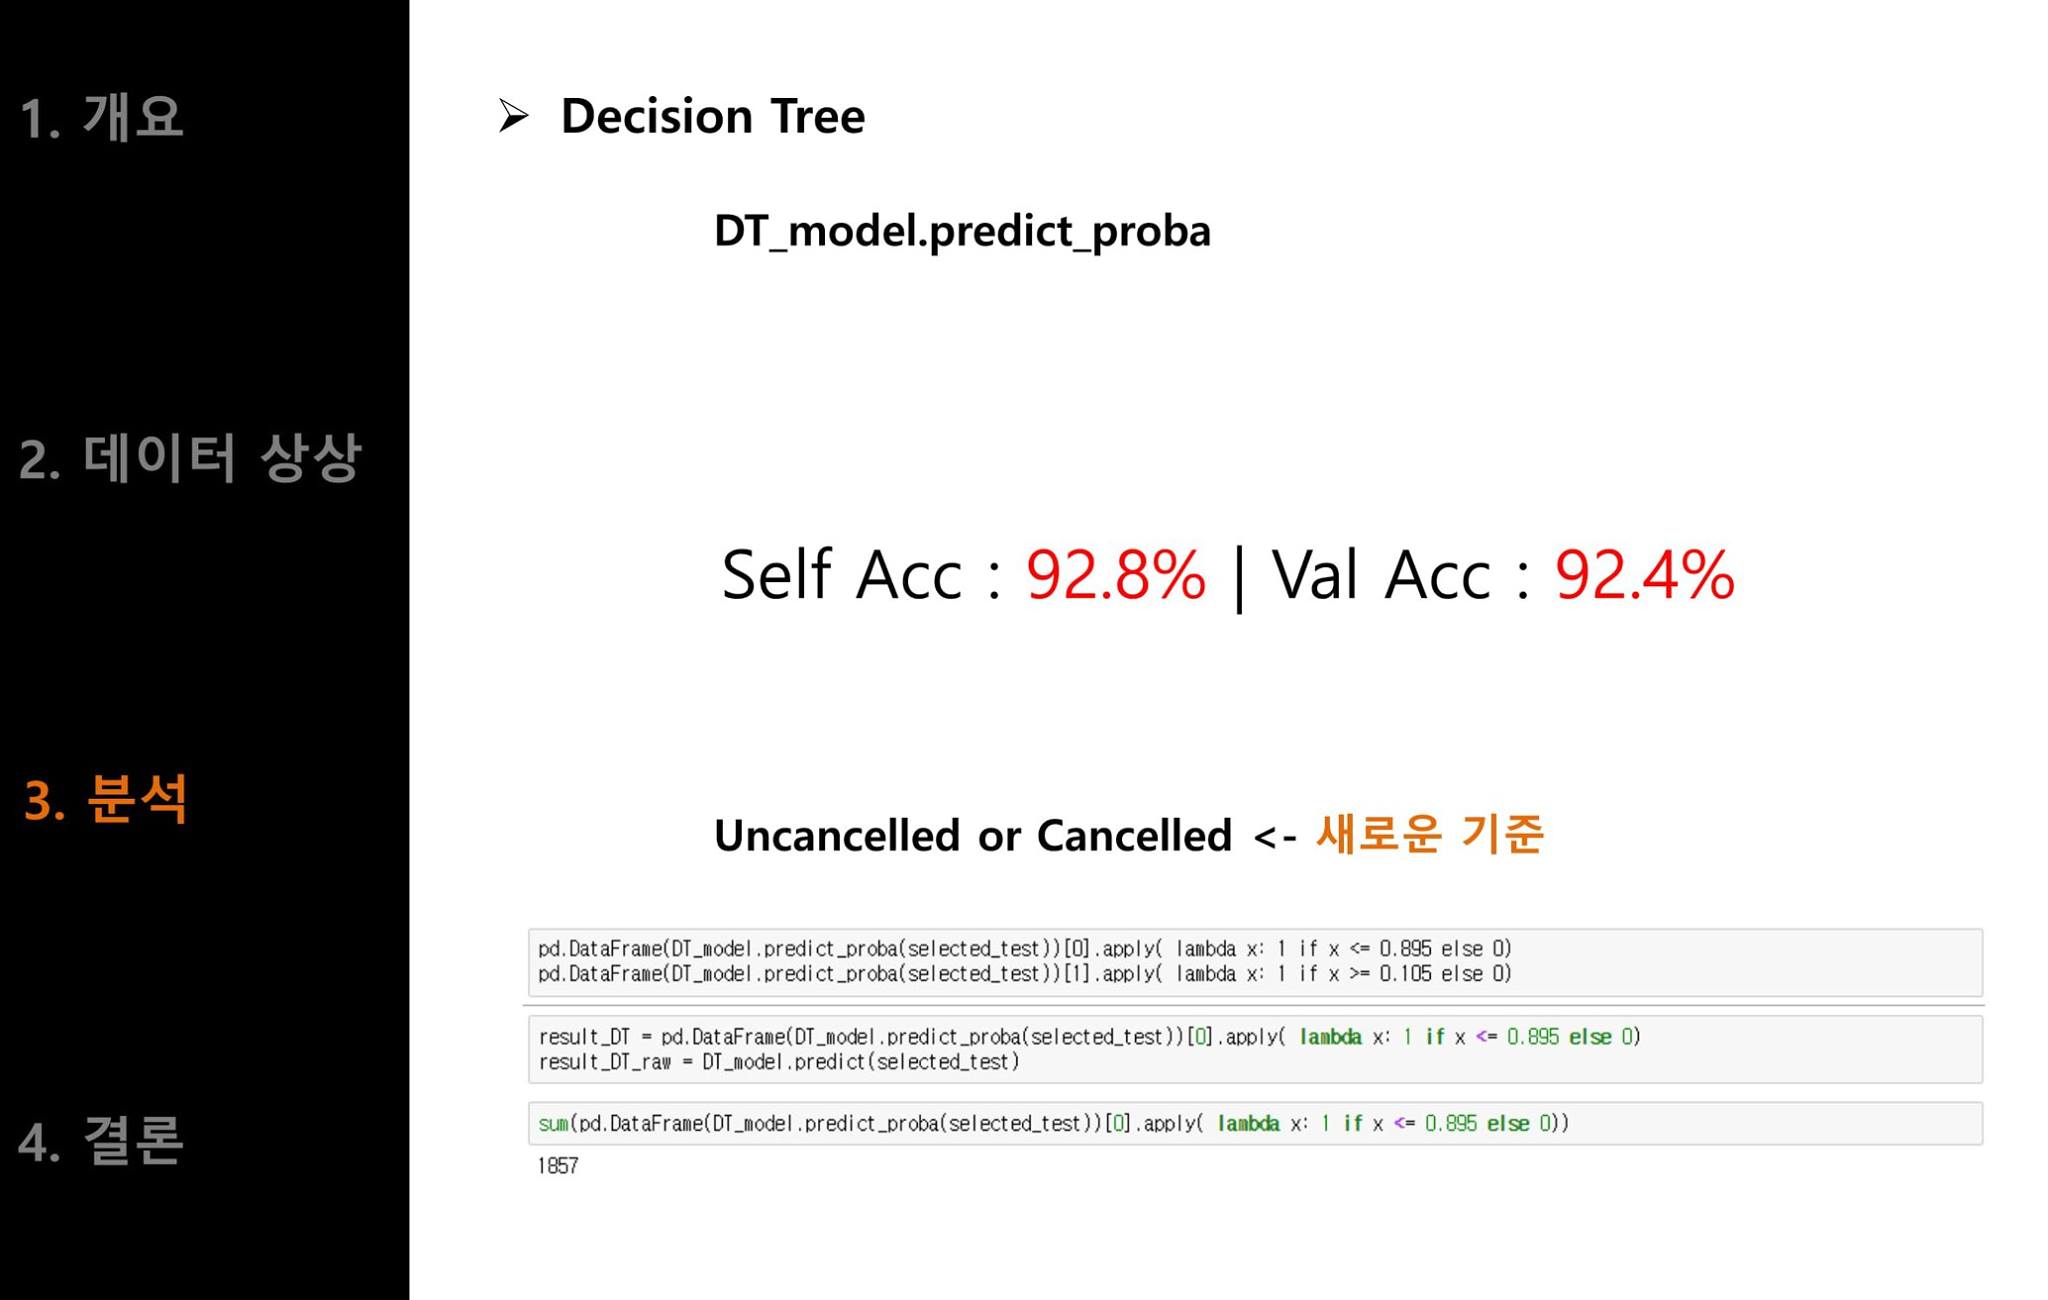 1. 개요
2. 데이터 상상
3. 분석
4. 결론
➢ Decision Tree
DT_model.predict_proba
Self Acc : 92.8% | Val Acc : 92.4%
Uncancelled or Cancelled <- 새로운 기준
pd.DataFrame(DT_model.predict_proba(selected_test))[0].apply( lambda x: 1 if x <= 0.895 else 0)
pd.DataFrame(DT_model.predict_proba(selected_test))[1].apply( lambda x: 1 if x >= 0.105 else 0)
result_DT = pd.DataFrame(DT_model.predict_proba(selected_test))[0].apply( lambda x: 1 if x <= 0.895 else 0)
result_DT_raw = DT_model.predict(selected_test)
sum(pd.DataFrame(DT_model.predict_proba(selected_test))[0].apply( lambda x: 1 if x <= 0.895 else 0))
1857